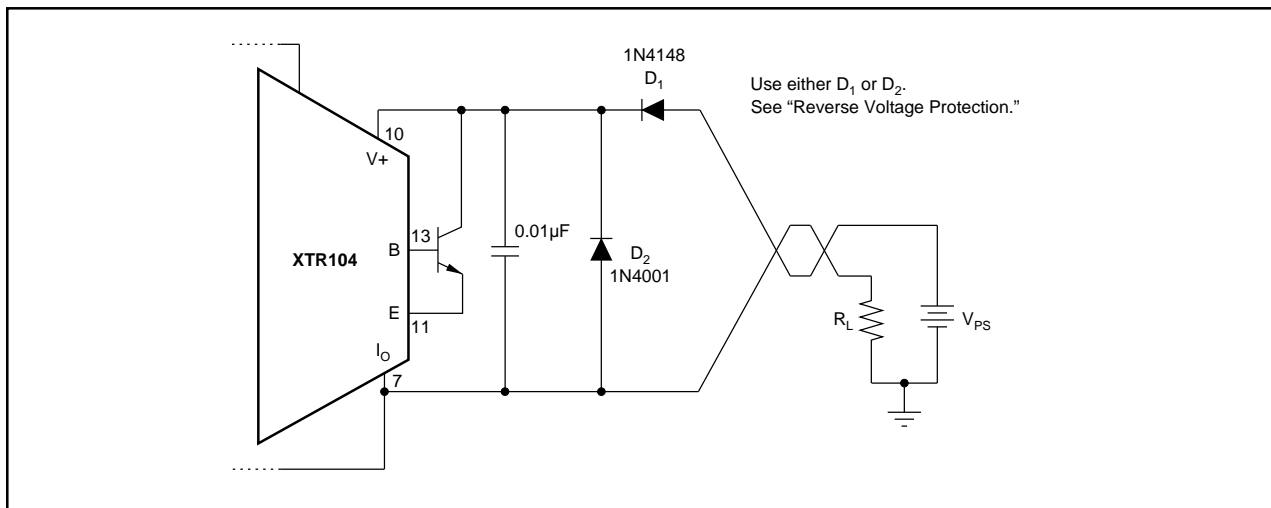 1N4148
D1
Use either D1 or D2.
See “Reverse Voltage Protection.”
10
V+
13
B
0.01µF
XTR104
D2
1N4001
E
11
RL
VPS
IO
7